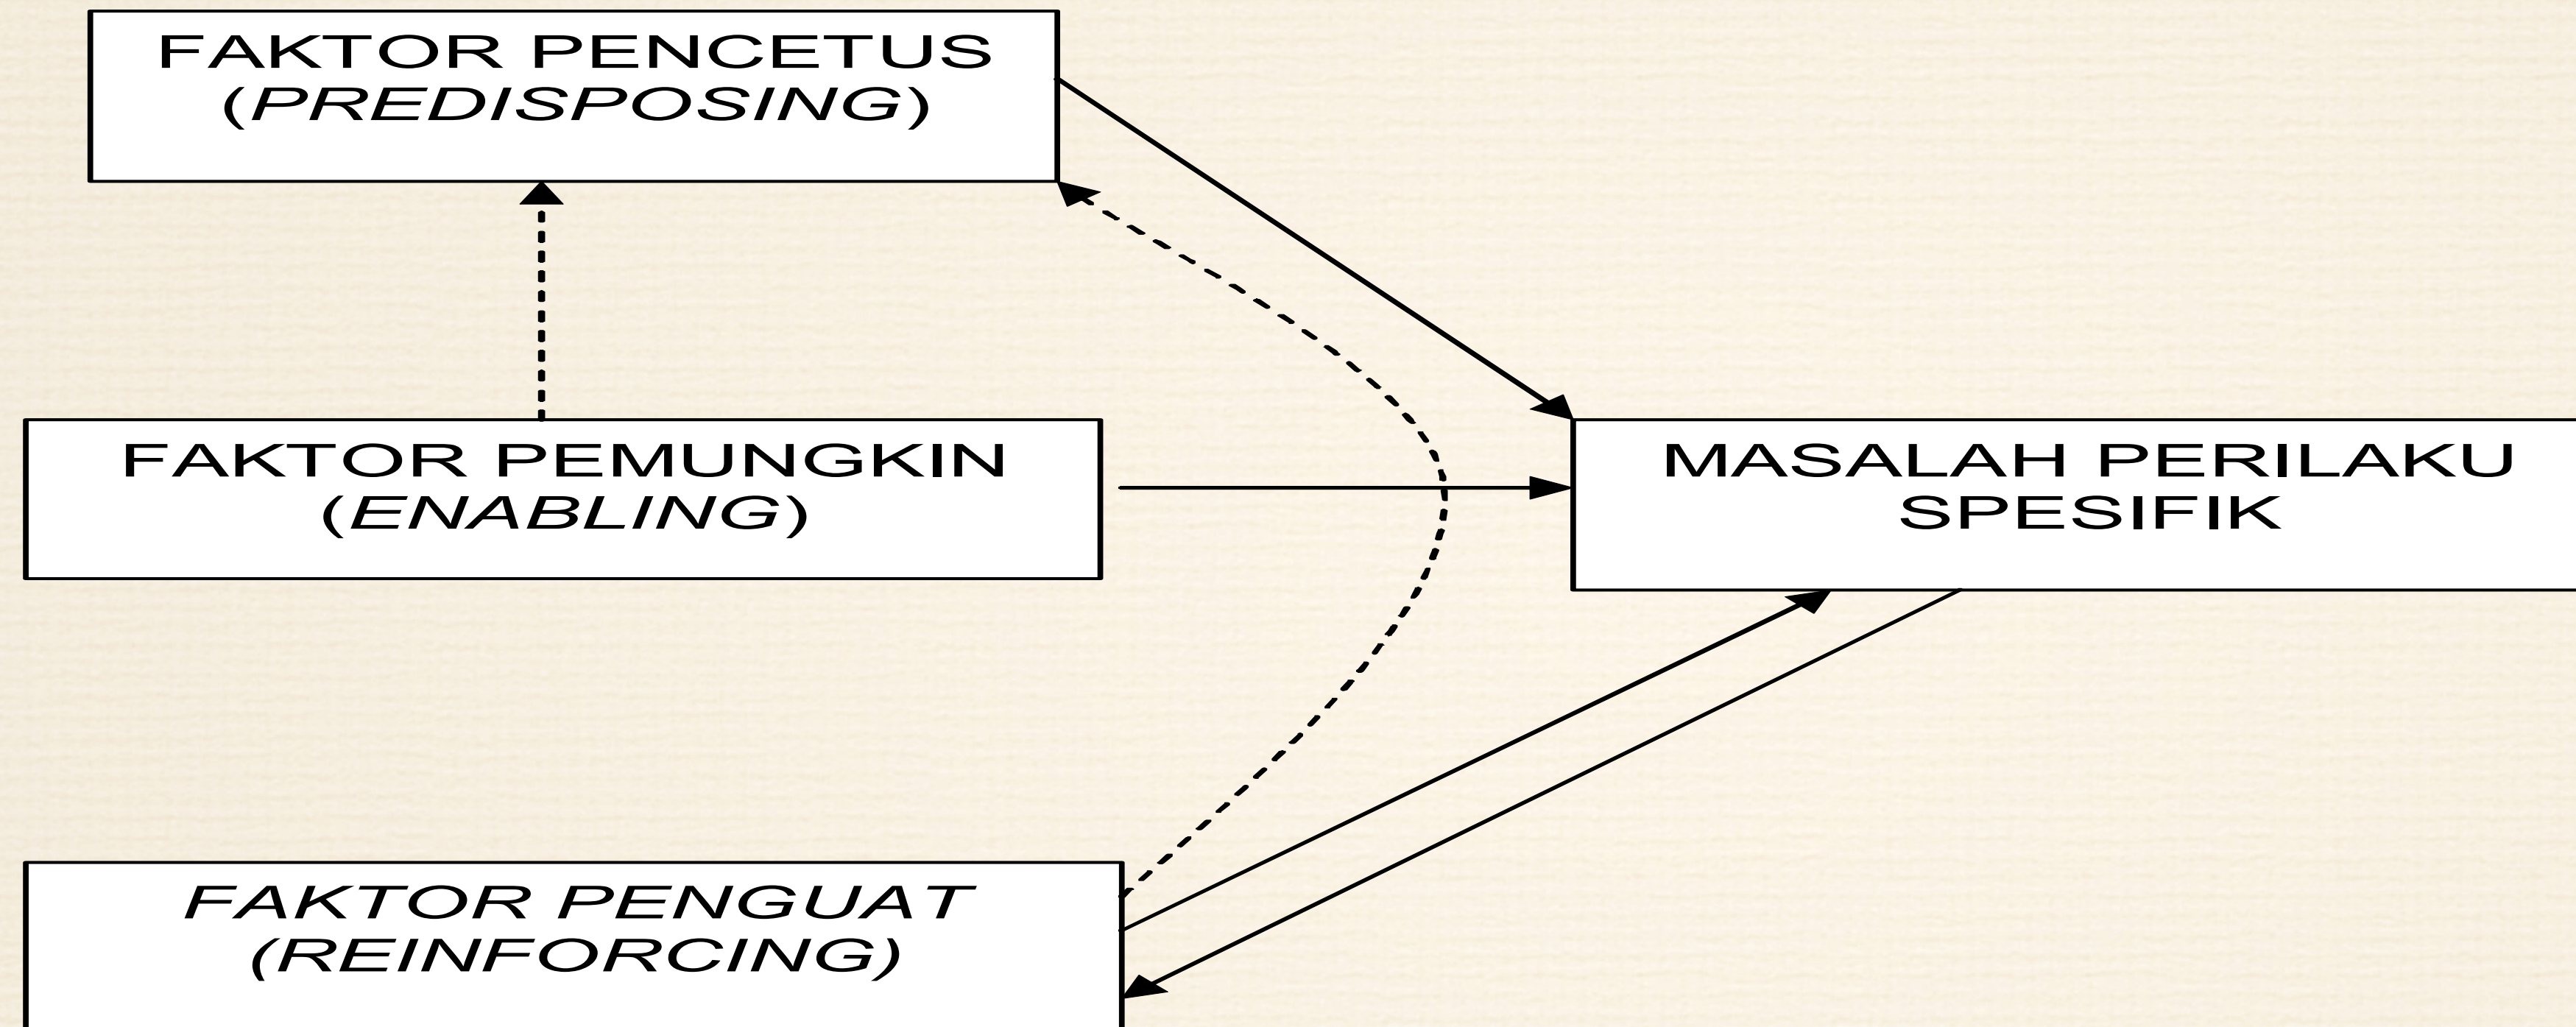 FAKTOR PENCETUS
(PREDISPOSING)
FAKTOR PEMUNGKIN
(ENABLING)
MASALAH PERILAKU
SPESIFIK
FAKTOR PENGUAT
(REINFORCING)